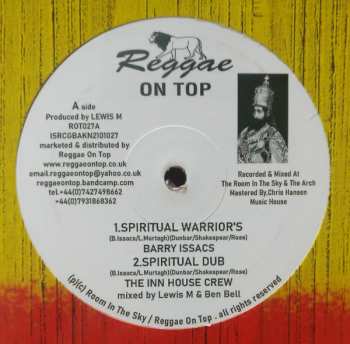 Reggae
ON TOP
A side
Produced by LEWIS M
ROT027A
ISRCGBAKN2101027
marketed & distributed by
Reggae On Top
www.reggaeontop.co.uk
email:reggaeontop@yahoo.co.uk
reggaeontop.bandcamp.com
tel.+44(0)7427498662
+44(0)7931868362
Recorded & Mixed At
The Room In The Sky & The Arch
Mastered By,Chris Hanson
Music House
1.SPIRITUAL WARRIOR'S
(B.Isaacs/L.Murtagh)(Dunbar/Shakespear/Rose)
BARRY ISSACS
2.SPIRITUAL DUB
(B.Isaacs/L.Murtagh)(Dunbar/Shakespear/Rose)
THE INN HOUSE CREW
mixed by Lewis M & Ben Bell
(p)(c) Room In The Sky / Reggae On Top . all rights reserved